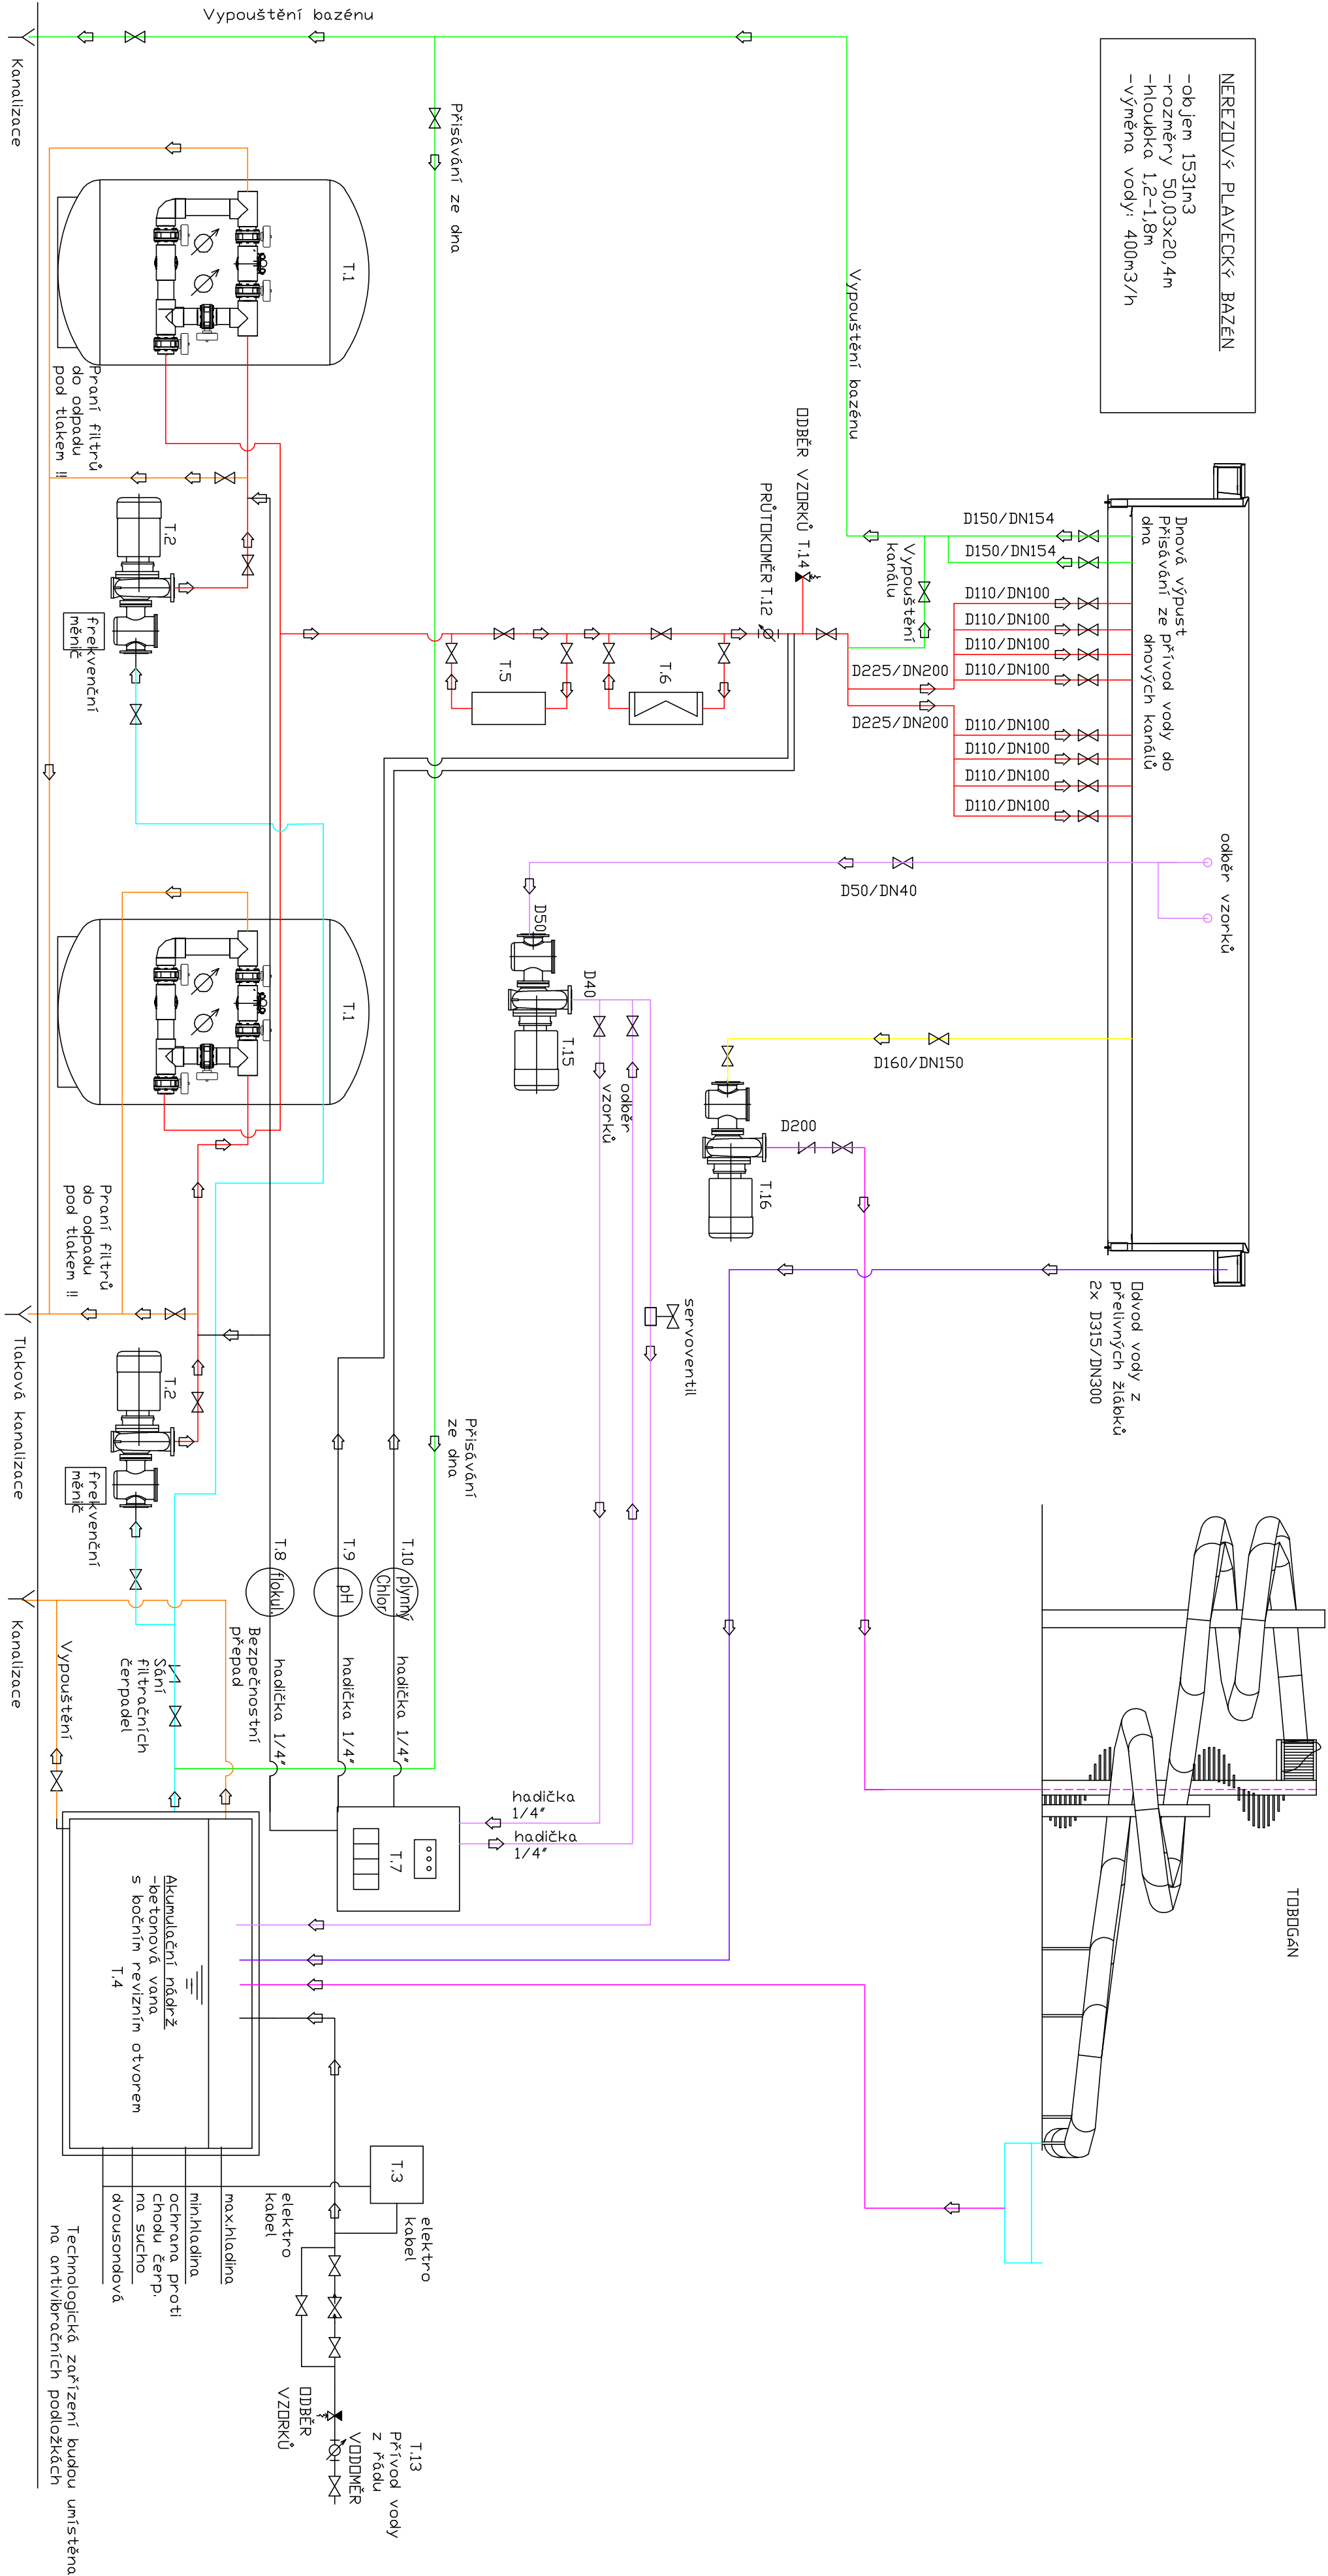 NEREZOVÝ PLAVECKÝ BAZÉN
-objem 1531m3
-rozměry 50,03x20,4m
-hloubka 1,2-1,8m
-výměna vody: 400m3/h
Dnová výpust
Přisávání ze
dna
přívod vody do
dnových kanálů
odběr vzorků
Odvod vody z
přelivných žlábků
2x D315/DN300
TOBOGÁN
D150/DN154
D150/DN154
D110/DN100
D110/DN100
D110/DN100
D110/DN100
D110/DN100
D110/DN100
D110/DN100
D110/DN100
Vypouštění
kanálu
D225/DN200
D225/DN200
D50/DN40
D160/DN150
Vypouštění bazénu
ODBĚR VZORKŮ T.14
PRŮTOKOMĚR T.12
T.6
T.5
D200
T.16
D50
D40
T.15
odběr
vzorků
servoventil
hadička
1/4"
hadička
1/4"
Vypouštění bazénu
Přisávání ze dna
Přisávání
ze dna
T.10
plynný
Chlor
hadička 1/4"
T.9
pH
hadička 1/4"
T.8
flokul.
hadička 1/4"
T.7
T.3
elektro
kabel
elektro
kabel
T.13
Přívod vody
z řádu
VODOMĚR
ODBĚR
VZORKŮ
T.1
T.1
Praní filtrů
do odpadu
pod tlakem !!
T.2
frekvenční
měnič
Praní filtrů
do odpadu
pod tlakem !!
T.2
frekvenční
měnič
Bezpečnostní
přepad
Sání
filtračních
čerpadel
Vypouštění
Akumulační nádrž
-betonová vana
s bočním revizním otvorem
T.4
max.hladina
min.hladina
ochrana proti
chodu čerp.
na sucho
dvousondová
Kanalizace
Tlaková kanalizace
Kanalizace
Technologická zařízení budou umístěna
na antivibračních podložkách